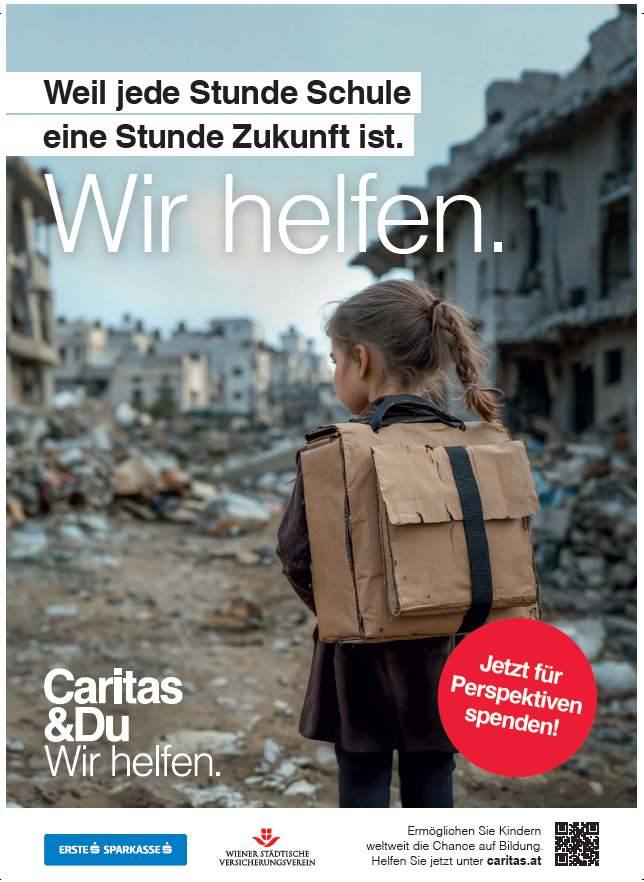 Weil jede Stunde Schule
eine Stunde Zukunft ist.
Wir helfen.
Jetzt für
Perspektiven
spenden!
Caritas
&Du
Wir helfen.
ERSTE SPARKASSE
WIENER STÄDTISCHE
VERSICHERUNGSVEREIN
Ermöglichen Sie Kindern
weltweit die Chance auf Bildung.
Helfen Sie jetzt unter caritas.at